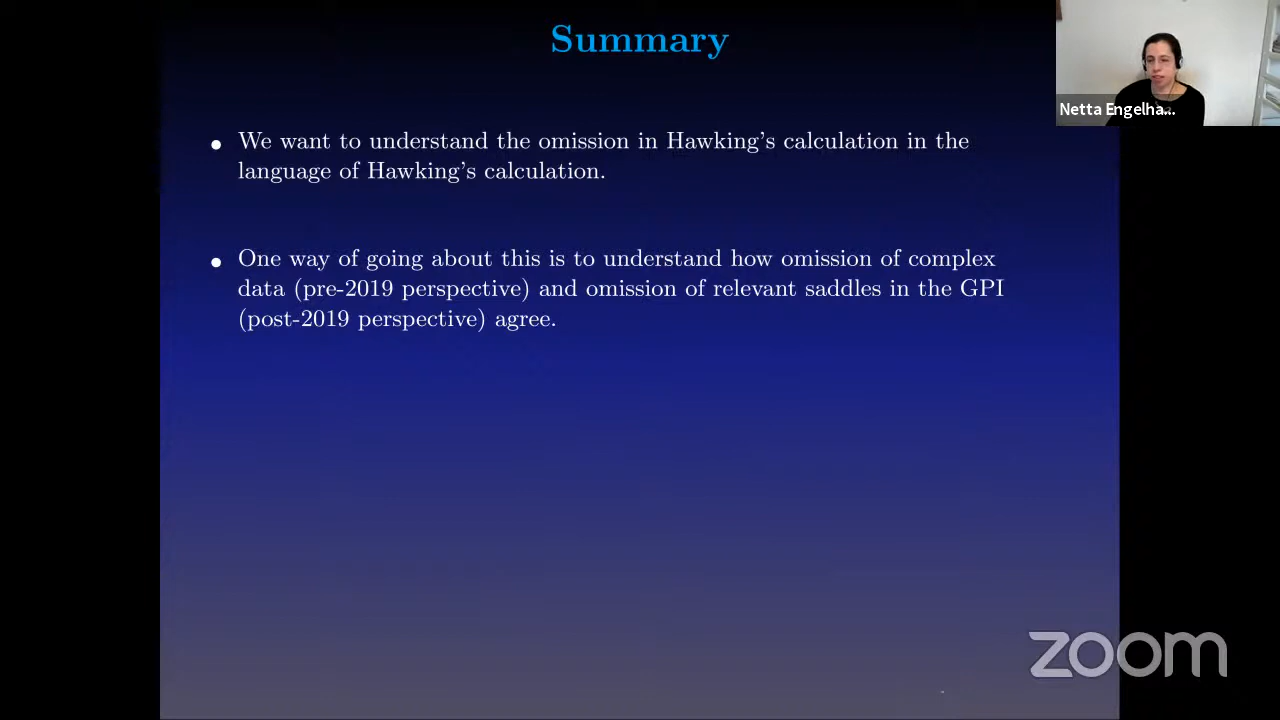 Summary
Netta Engelha...
• We want to understand the omission in Hawking's calculation in the
language of Hawking's calculation.
• One way of going about this is to understand how omission of complex
data (pre-2019 perspective) and omission of relevant saddles in the GPI
(post-2019 perspective) agree.
zoom